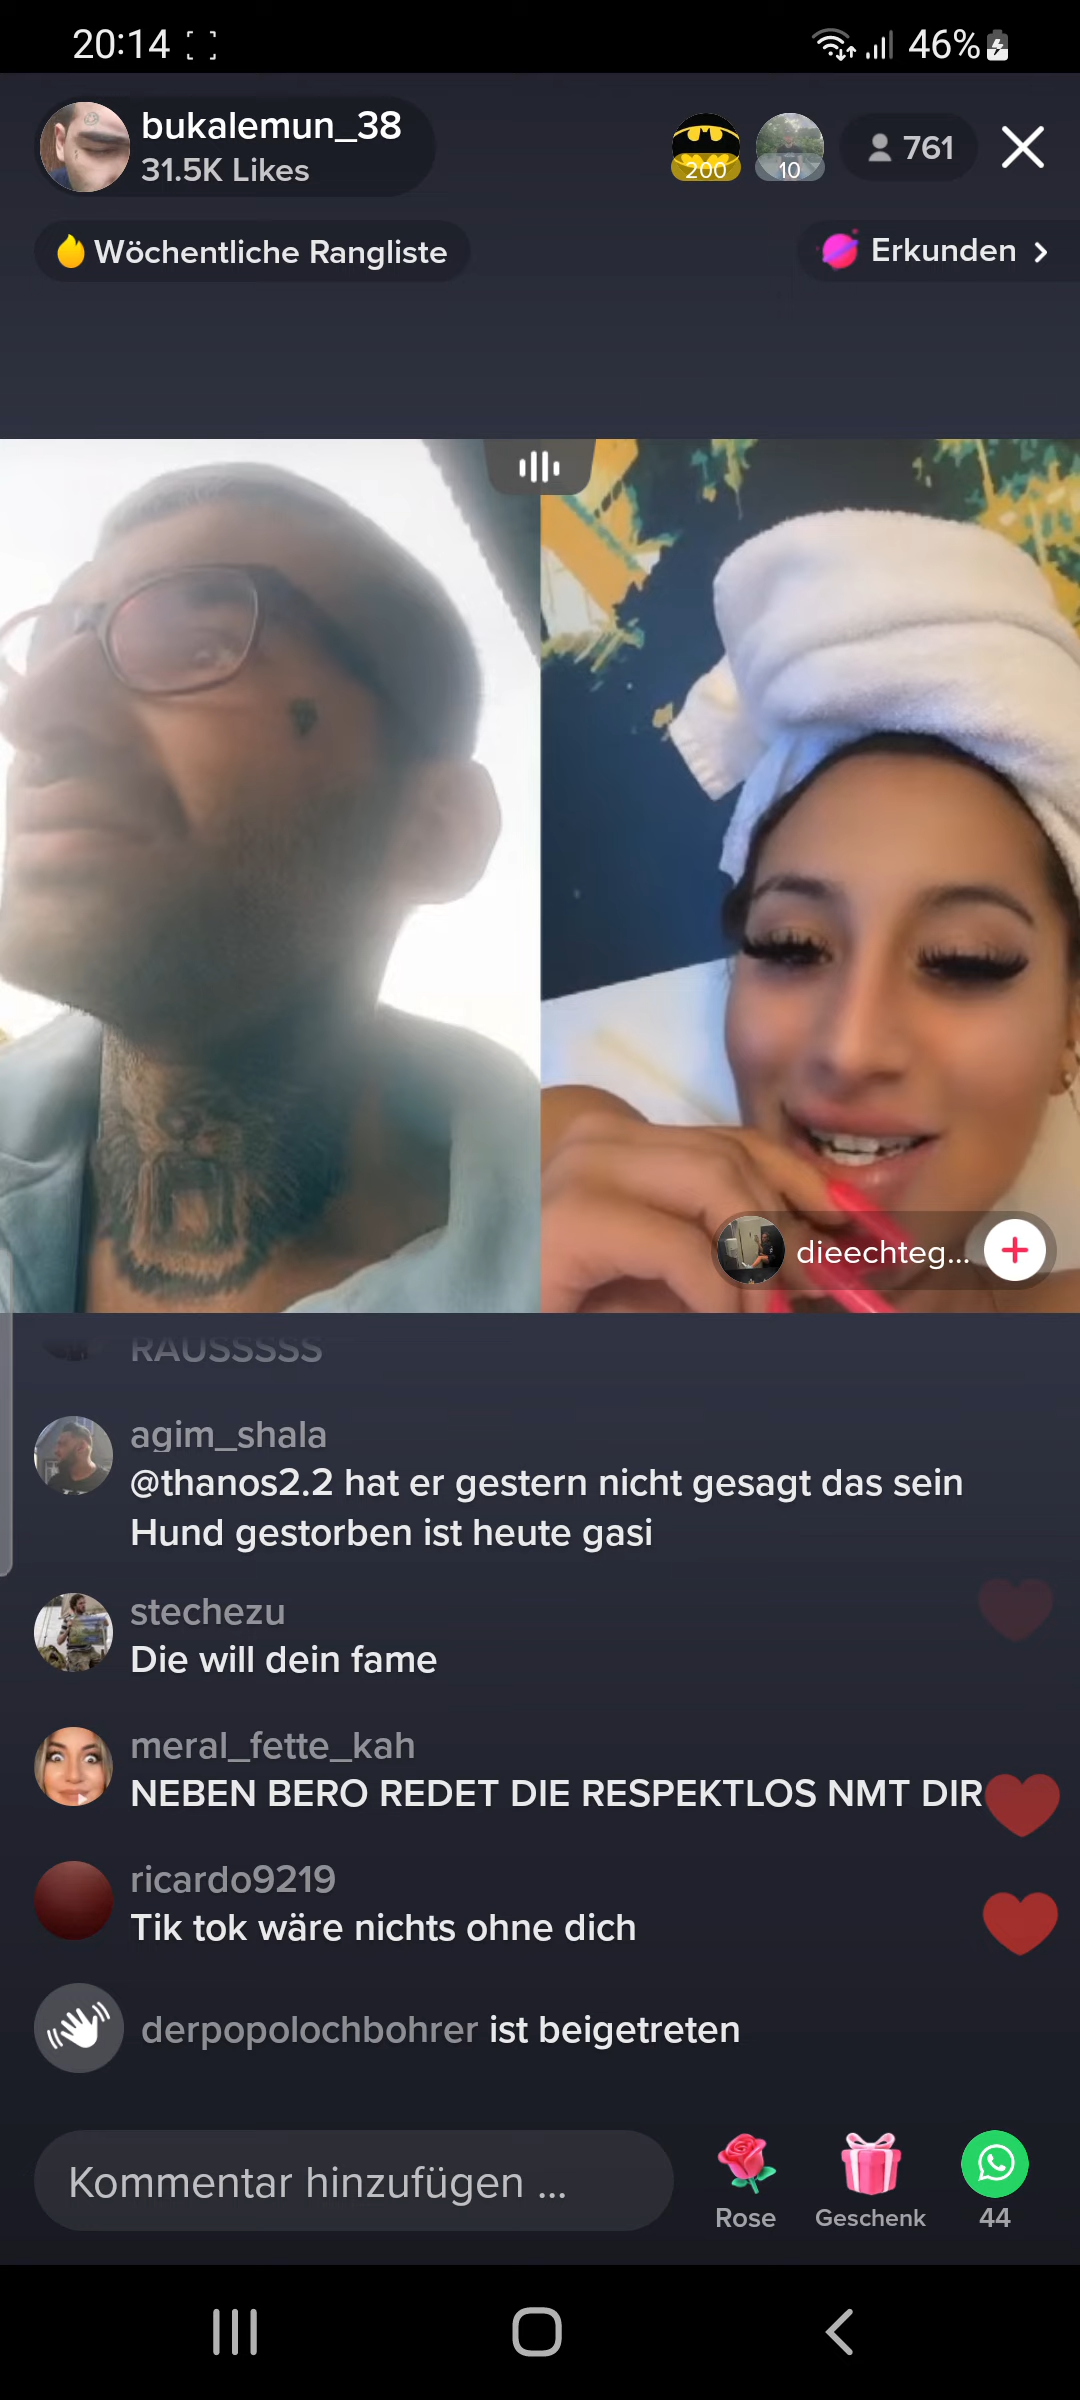 20:14
46%
bukalemun_38
31.5K Likes
200
10
761
Wöchentliche Rangliste
Erkunden
dieechteg...
RAUSSSSS
agim_shala
@thanos2.2 hat er gestern nicht gesagt das sein
Hund gestorben ist heute gasi
stechezu
Die will dein fame
meral_fette_kah
NEBEN BERO REDET DIE RESPEKTLOS NMT DIR
ricardo9219
Tik tok wäre nichts ohne dich
derpopolochbohrer ist beigetreten
Kommentar hinzufügen ...
Rose
Geschenk
44